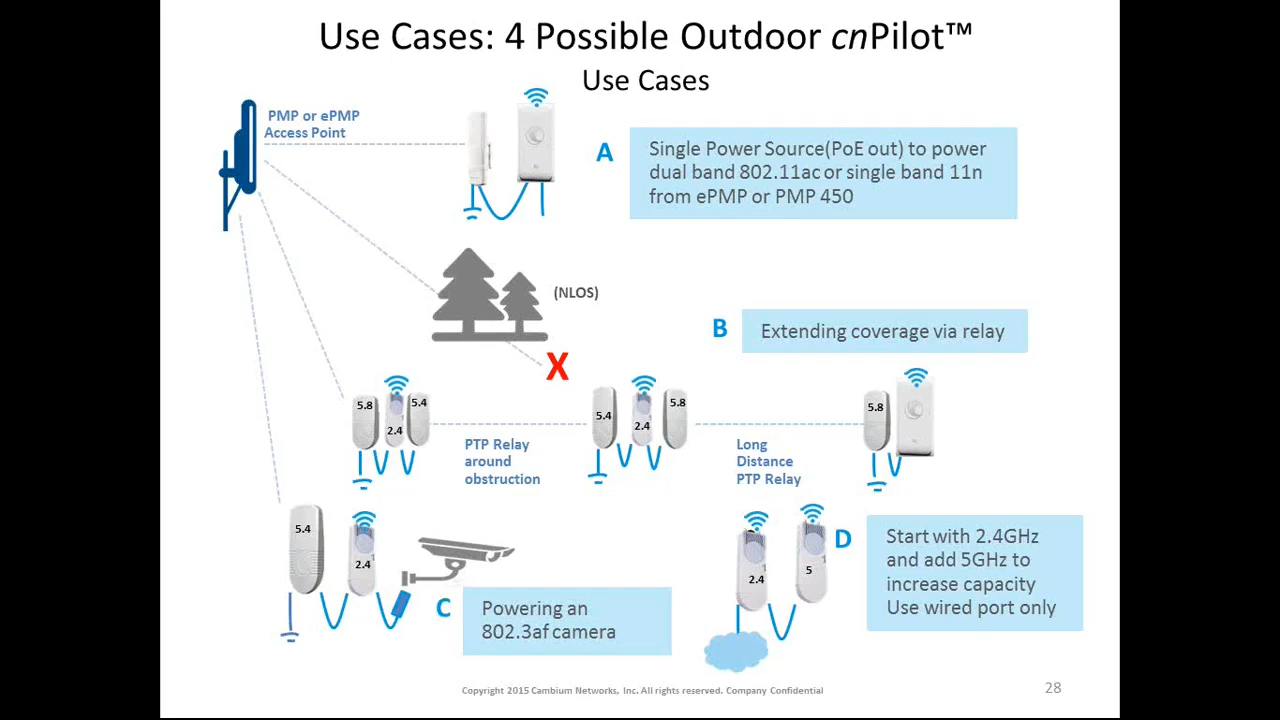 Use Cases: 4 Possible Outdoor cnPilot™
Use Cases
PMP or ePMP
Access Point
A
Single Power Source(PoE out) to power
dual band 802.11ac or single band 11n
from ePMP or PMP 450
(NLOS)
B
Extending coverage via relay
X
5.8
2.4
5.4
5.4
2.4
5.8
5.8
PTP Relay
around
obstruction
Long
Distance
PTP Relay
5.4
2.4
C
Powering an
802.3af camera
2.4
5
D
Start with 2.4GHz
and add 5GHz to
increase capacity
Use wired port only
Copyright 2015 Cambium Networks, Inc. All rights reserved. Company Confidential
28